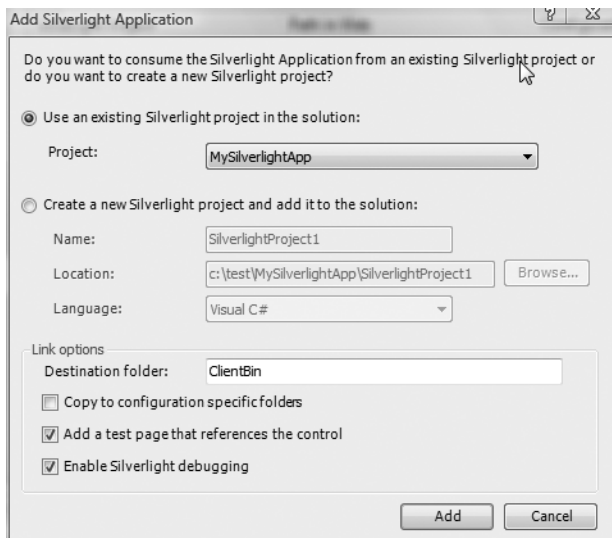 Add Silverlight Application
?
Do you want to consume the Silverlight Application from an existing Silverlight project or
do you want to create a new Silverlight project?
Use an existing Silverlight project in the solution:
Project: MySilverlightApp
Create a new Silverlight project and add it to the solution:
Name: SilverlightProject1
Location: c:\test\MySilverlightApp\SilverlightProject1 Browse...
Language: Visual C#
Link options
Destination folder: ClientBin
Copy to configuration specific folders
Add a test page that references the control
Enable Silverlight debugging
Add Cancel